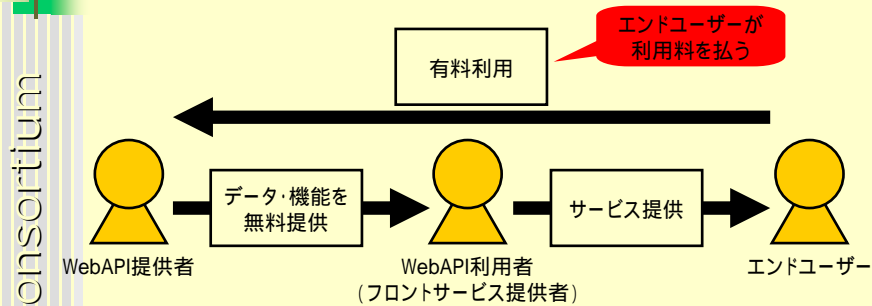 エンドユーザーが
利用料を払う
有料利用
データ・機能を
無料提供
サービス提供
WebAPI提供者
WebAPI利用者
(フロントサービス提供者)
エンドユーザー
onsortium